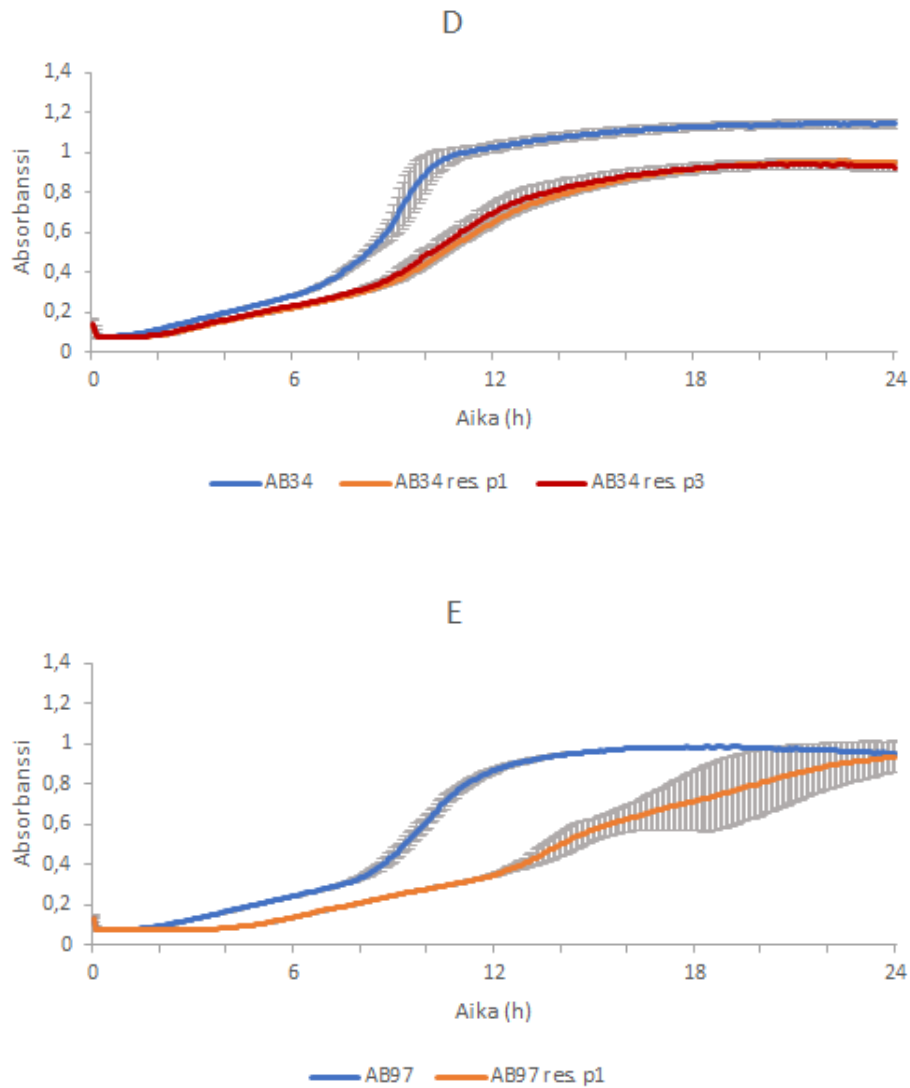 D
1,4
1,2
1
0,8
0,6
0,4
0,2
0
Absorbanssi
0 6 12 18 24
Aika (h)
AB34 AB34 res. p1 AB34 res. p3
E
1,4
1,2
1
0,8
0,6
0,4
0,2
0
Absorbanssi
0 6 12 18 24
Aika (h)
AB97 AB97 res. p1